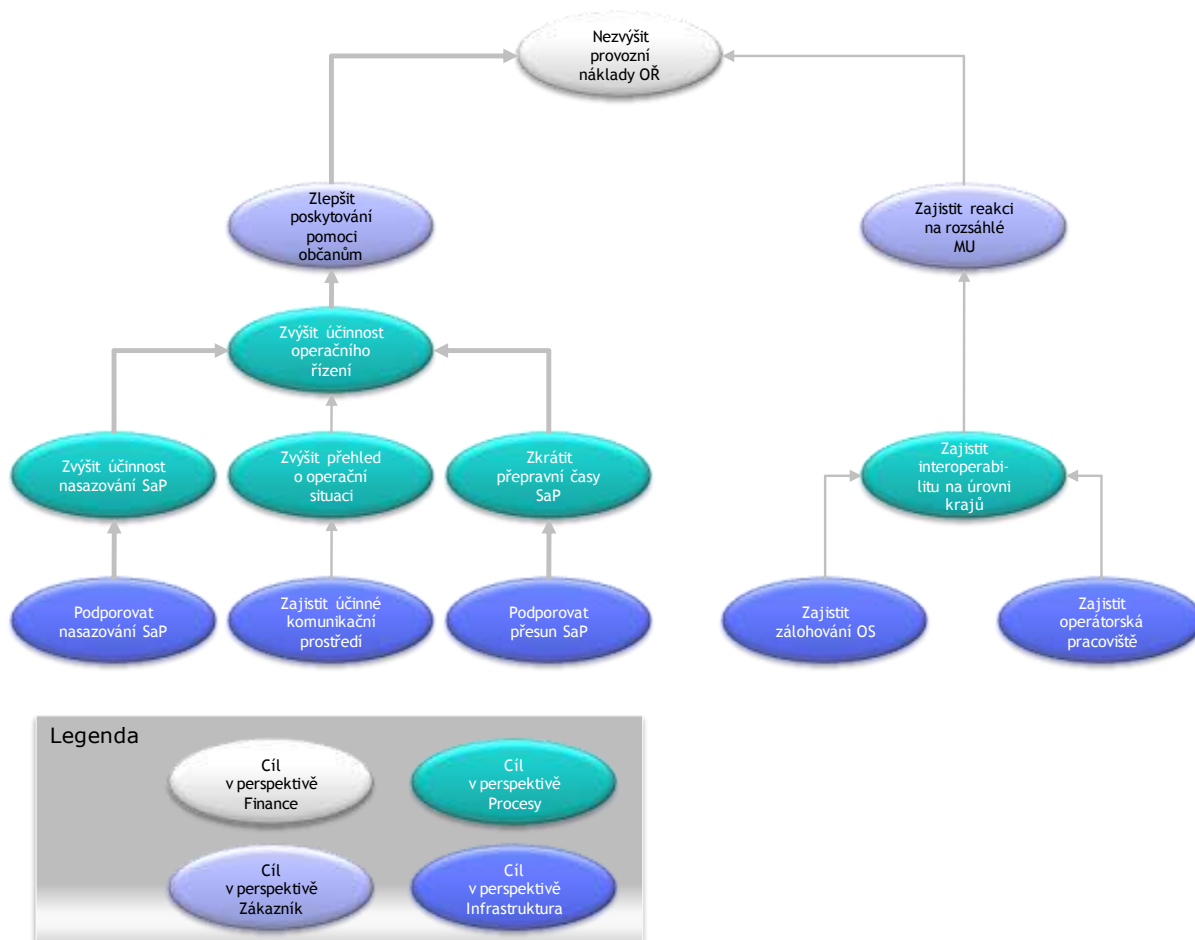 Nezvýšit
provozní
náklady OŘ
Zlepšit
poskytování
pomoci
občanům
Zajistit reakci
na rozsáhlé
MU
Zvýšit účinnost
operačního
řízení
Zvýšit účinnost
nasazování SaP
Zvýšit přehled
o operační
situaci
Zkrátit
přepravní časy
SaP
Zajistit
interoperabi-
litu na úrovni
krajů
Podporovat
nasazování SaP
Zajistit účinné
komunikační
prostředí
Podporovat
přesun SaP
Zajistit
zálohování OS
Zajistit
operátorská
pracoviště
Legenda
Cíl
v perspektivě
Finance
Cíl
v perspektivě
Procesy
Cíl
v perspektivě
Zákazník
Cíl
v perspektivě
Infrastruktura